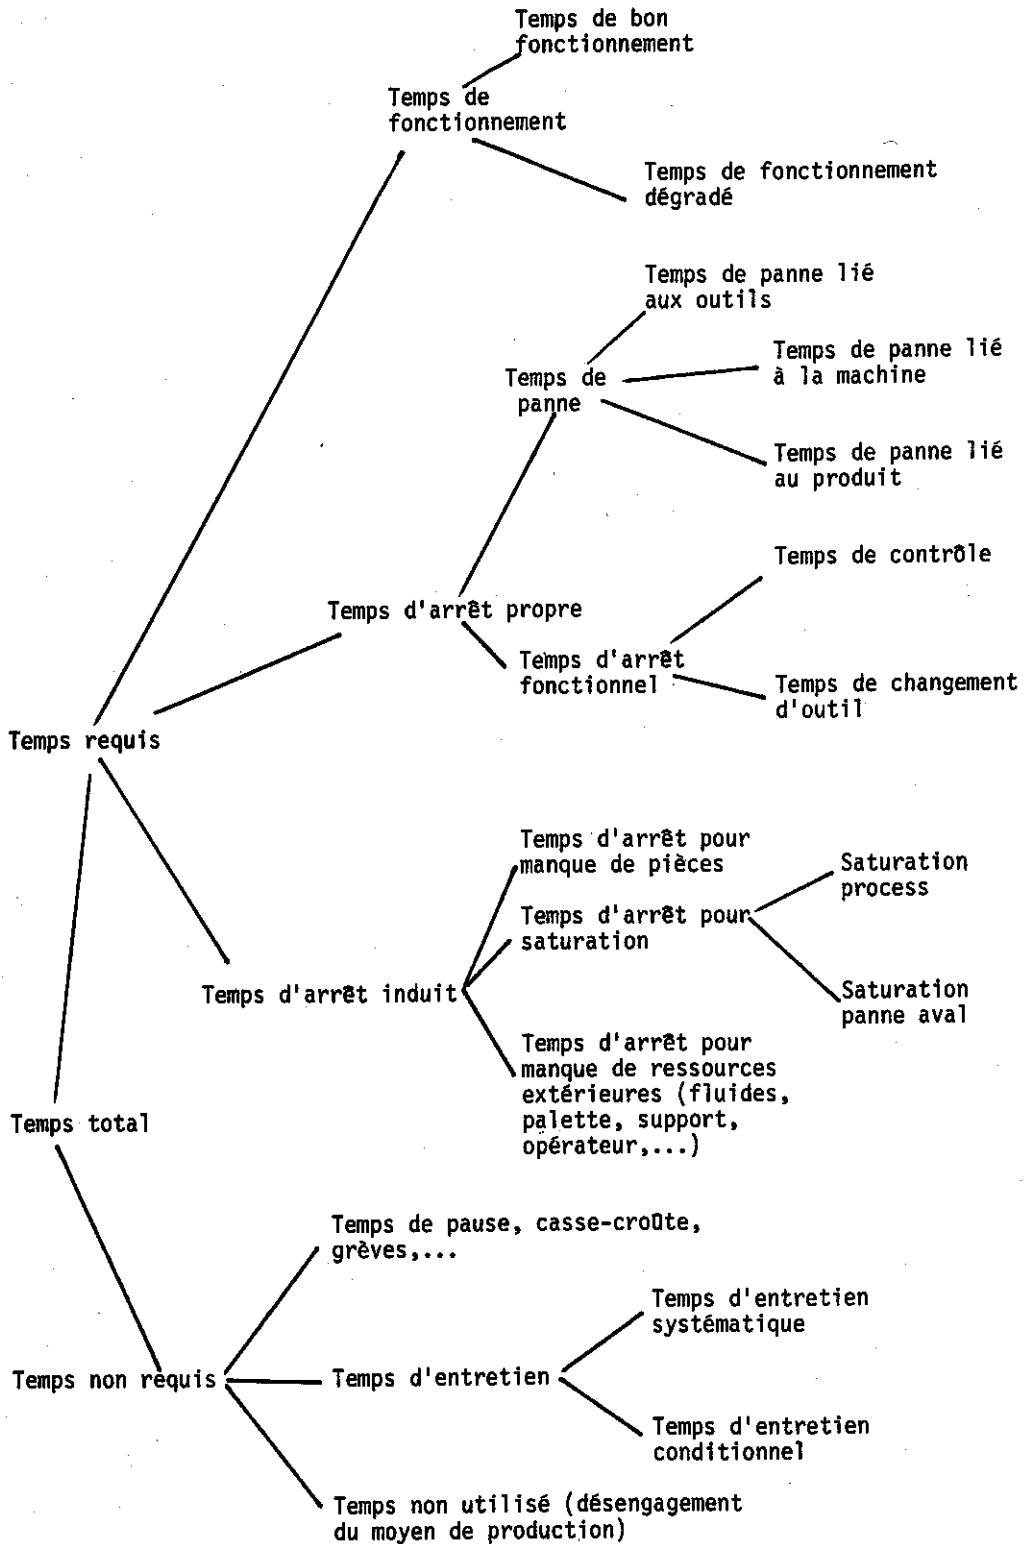 Temps de bon
fonctionnement
Temps de
fonctionnement
Temps de fonctionnement
dégradé
Temps de panne lié
aux outils
Temps de panne lié
à la machine
Temps de
panne
Temps de panne lié
au produit
Temps de contrôle
Temps d'arrêt propre
Temps d'arrêt
fonctionnel
Temps de changement
d'outil
Temps requis
Temps d'arrêt pour
manque de pièces
Saturation
process
Temps d'arrêt pour
saturation
Temps d'arrêt induit
Saturation
panne aval
Temps d'arrêt pour
manque de ressources
extérieures (fluides,
palette, support,
opérateur,...)
Temps total
Temps de pause, casse-croûte,
grèves,...
Temps d'entretien
systématique
Temps non requis
Temps d'entretien
Temps d'entretien
conditionnel
Temps non utilisé (désengagement
du moyen de production)